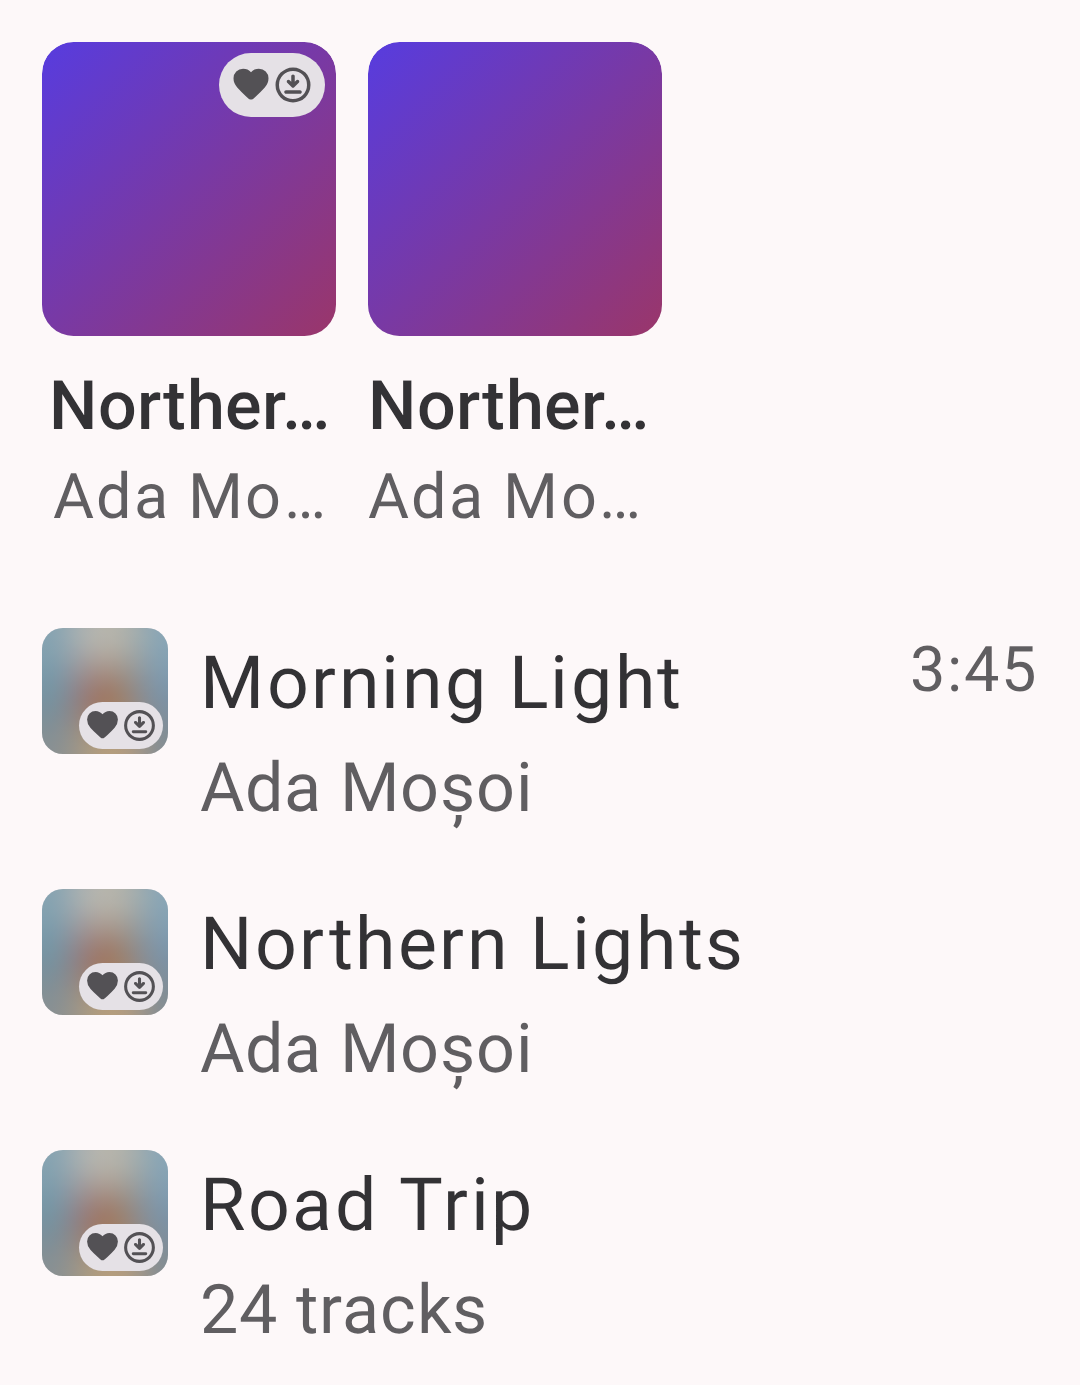 Norther… Norther…
Ada Mo… Ada Mo…
Morning Light 3:45
Ada Moșoi
Northern Lights
Ada Moșoi
Road Trip
24 tracks